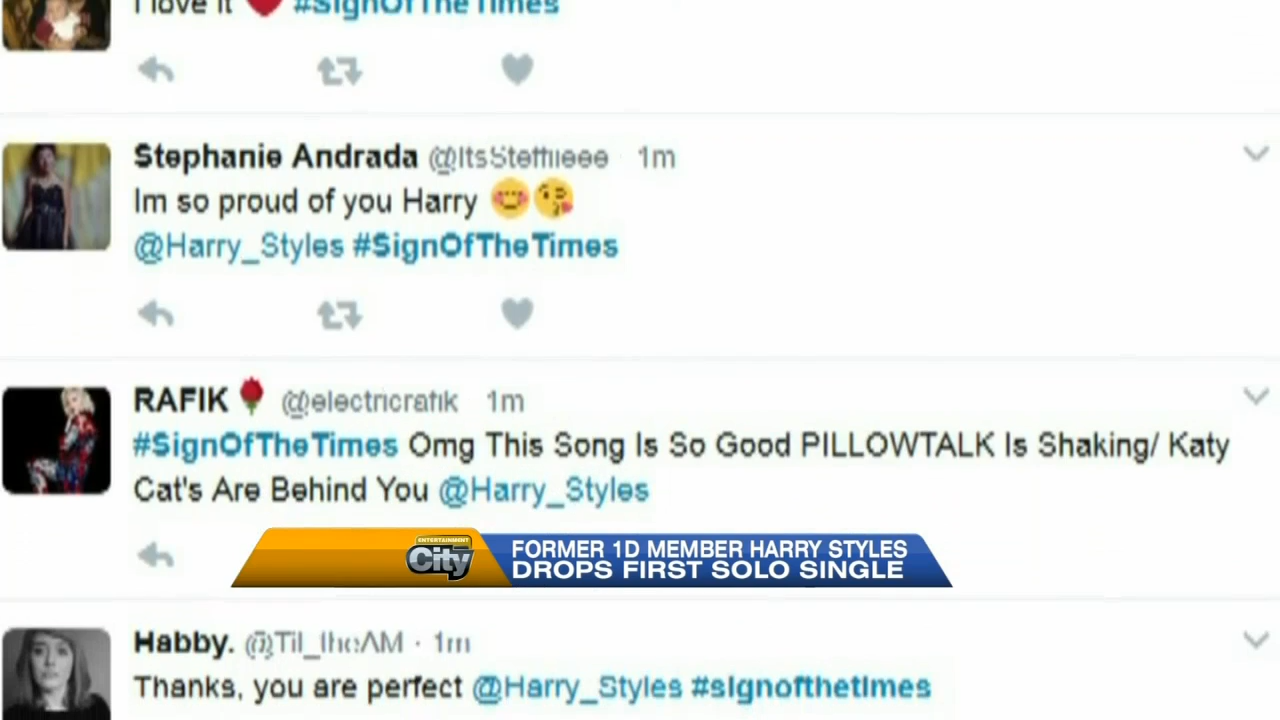 I love it #SignOfTheTimes
Stephanie Andrada @ItsSteffiieee 1m
Im so proud of you Harry
@Harry_Styles #SignOfTheTimes
RAFIK @electricrafik 1m
#SignOfTheTimes Omg This Song Is So Good PILLOWTALK Is Shaking/ Katy
Cat's Are Behind You @Harry_Styles
ENTERTAINMENT
City
FORMER 1D MEMBER HARRY STYLES
DROPS FIRST SOLO SINGLE
Habby. @Til_theAM · 1m
Thanks, you are perfect @Harry_Styles #signofthetimes